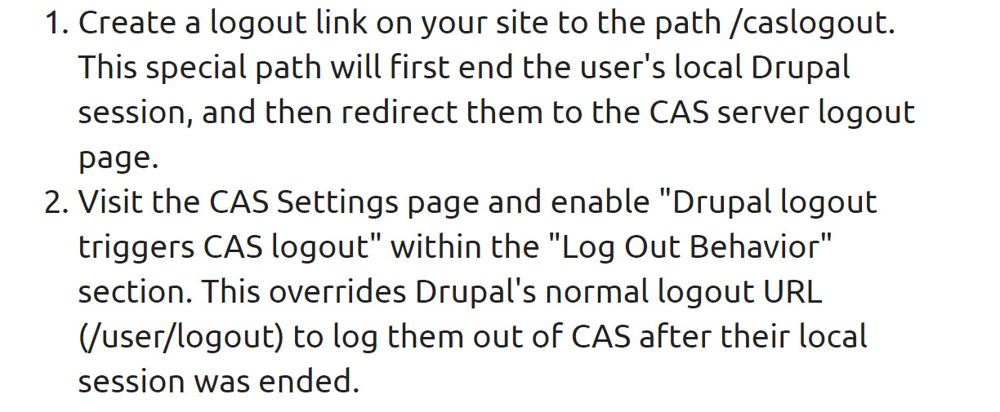 1. Create a logout link on your site to the path /caslogout.
This special path will first end the user's local Drupal
session, and then redirect them to the CAS server logout
page.
2. Visit the CAS Settings page and enable "Drupal logout
triggers CAS logout" within the "Log Out Behavior"
section. This overrides Drupal's normal logout URL
(/user/logout) to log them out of CAS after their local
session was ended.